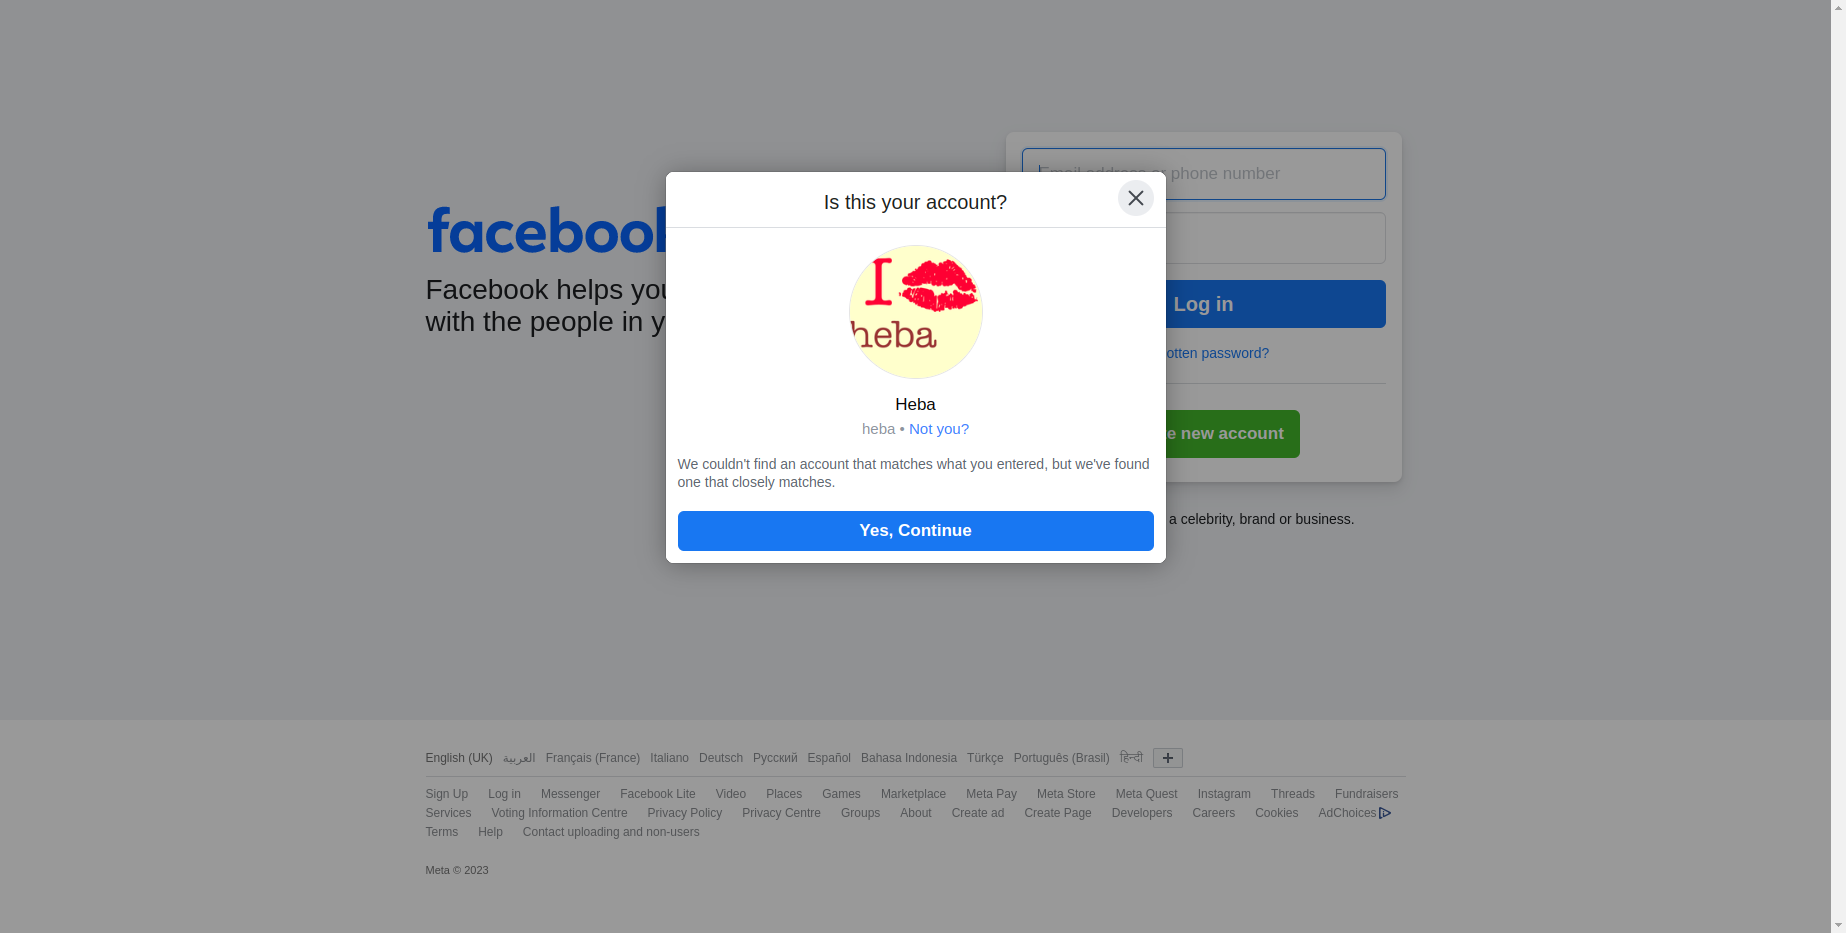 facebook
Facebook helps you
with the people in y
phone number
Log in
otten password?
e new account
a celebrity, brand or business.
Is this your account?
I
heba
Heba
heba • Not you?
We couldn't find an account that matches what you entered, but we've found
one that closely matches.
Yes, Continue
English (UK) العربية Français (France) Italiano Deutsch Русский Español Bahasa Indonesia Türkçe Português (Brasil) हिन्दी
Sign Up Log in Messenger Facebook Lite Video Places Games Marketplace Meta Pay Meta Store Meta Quest Instagram Threads Fundraisers
Services Voting Information Centre Privacy Policy Privacy Centre Groups About Create ad Create Page Developers Careers Cookies AdChoices
Terms Help Contact uploading and non-users
Meta © 2023